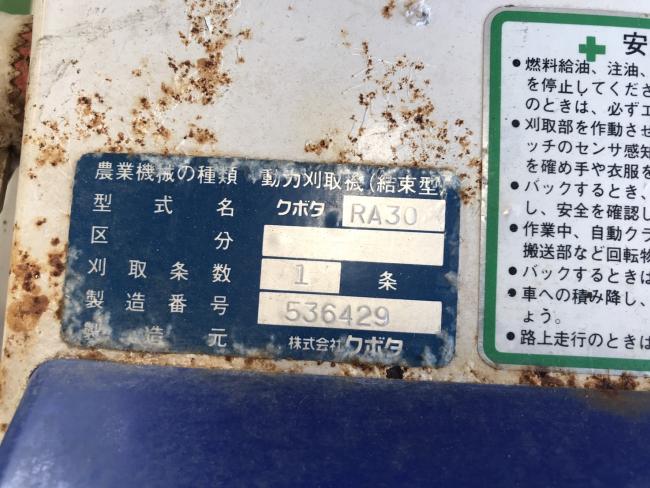 農業機械の種類 動力刈取機(結束型)
型式名 クボタ RA30
区分
刈取条数 1 条
製造番号 536429
製造元 株式会社クボタ
安
●燃料給油、注油、
を停止してくださ
のときは、必ずエ
●刈取部を作動させ
ッチのセンサ感知
を確め手や衣服を
●バックするとき、
し、安全を確認し
●作業中、自動クラ
搬送部など回転物
●バックするときは
●車への積み降し、
ょう。
●路上走行のときは